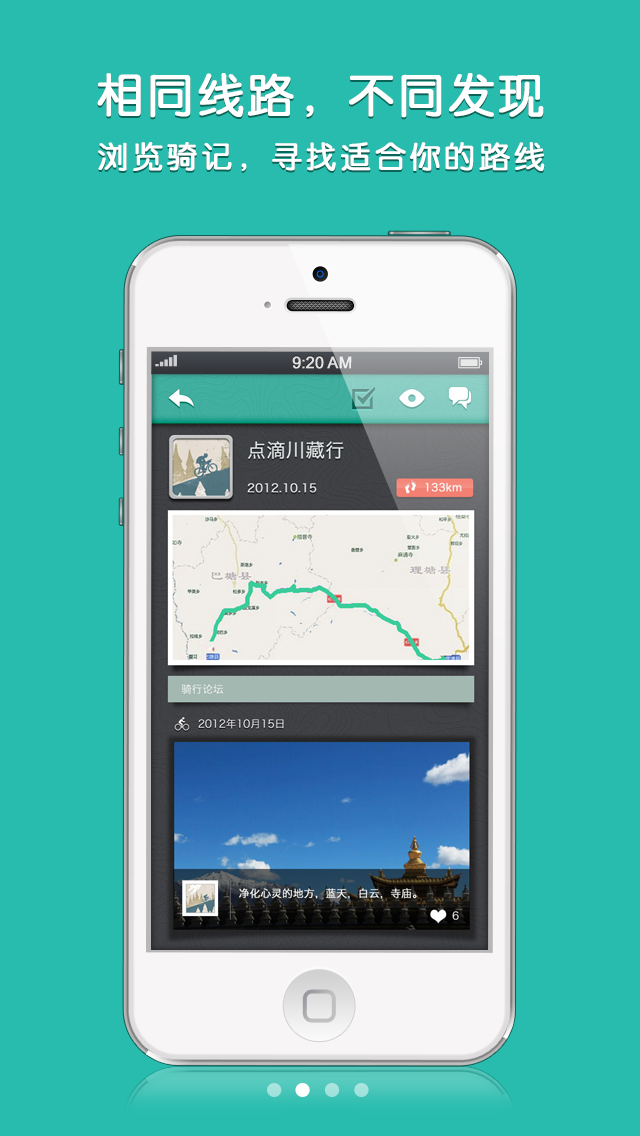 相同线路，不同发现
浏览骑记，寻找适合你的路线
9:20 AM
点滴川藏行
2012.10.15
133km
巴塘县
理塘县
骑行论坛
2012年10月15日
净化心灵的地方，蓝天，白云，寺庙。
6